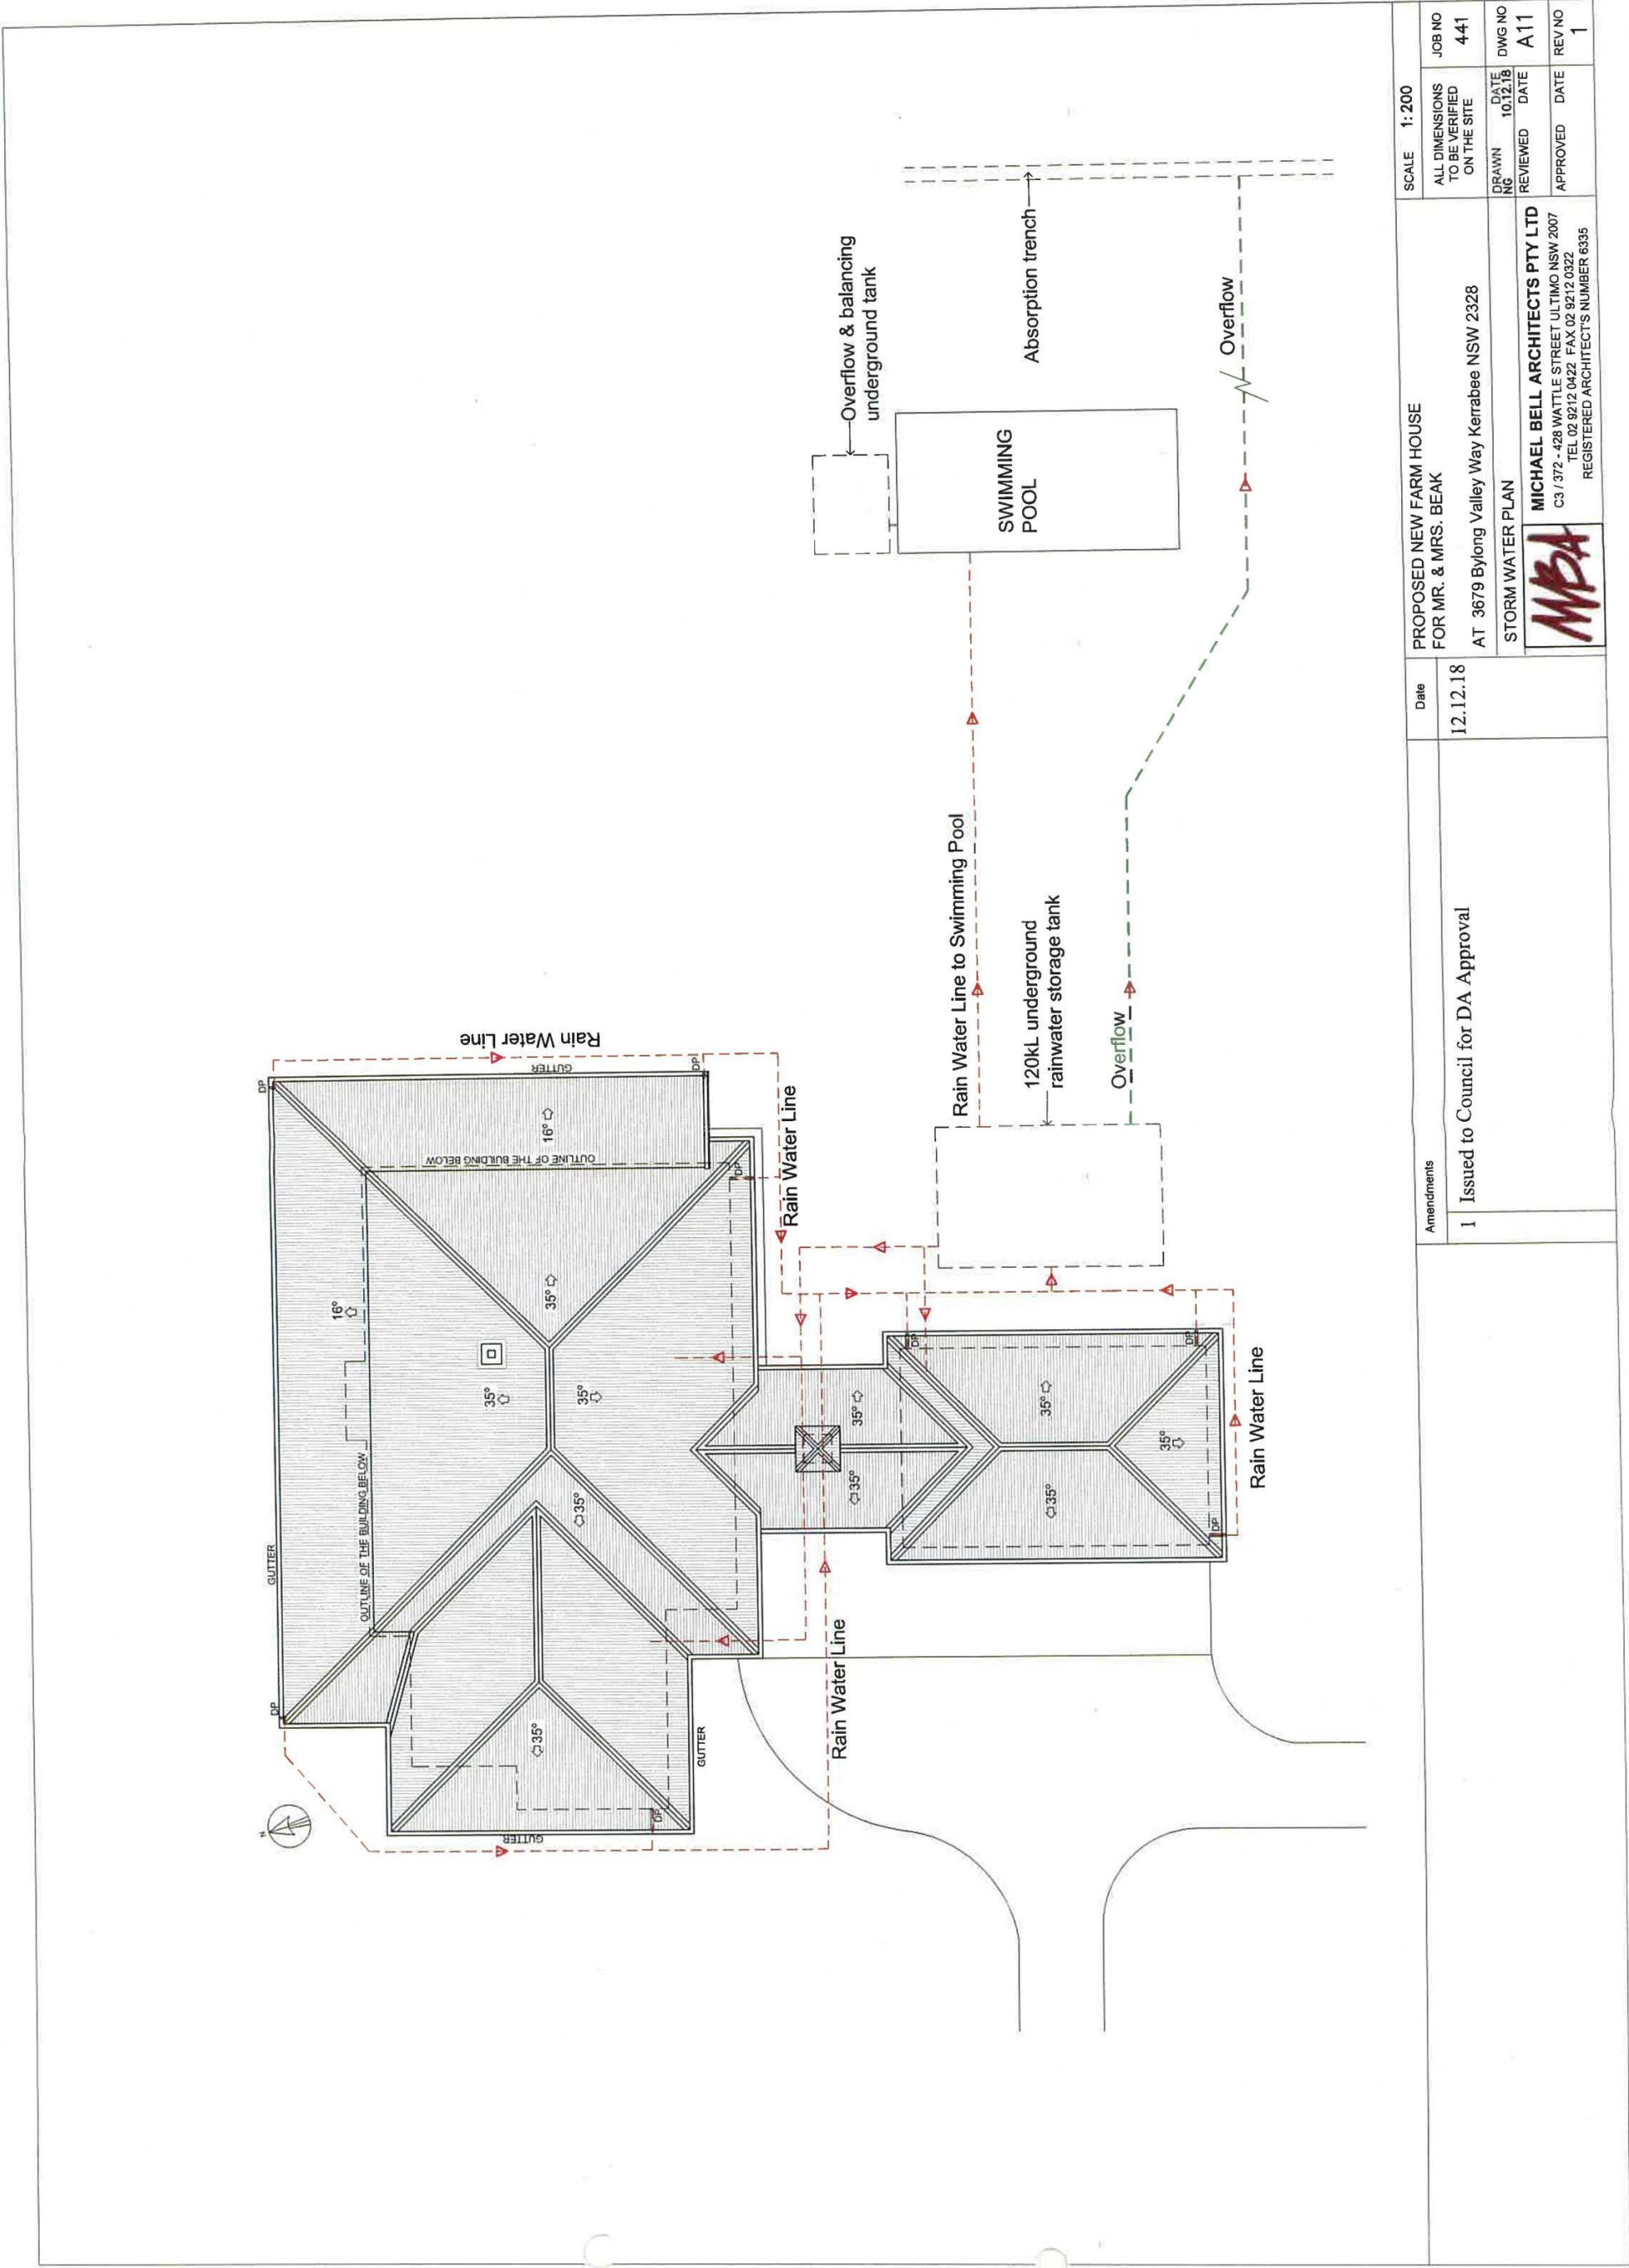 N
DP
GUTTER
DP
OUTLINE OF THE BUILDING BELOW
16°
Rain Water Line
GUTTER
35°
35°
35°
16°
OUTLINE OF THE BUILDING BELOW
GUTTER
35°
35°
DP
DP
DP
GUTTER
Rain Water Line
Rain Water Line
35°
35°
DP
35°
35°
35°
DP
DP
Rain Water Line
Overflow & balancing
underground tank
Rain Water Line to Swimming Pool
SWIMMING
POOL
Absorption trench
120kL underground
rainwater storage tank
Overflow
Overflow
Amendments
Date
1 Issued to Council for DA Approval
12.12.18
PROPOSED NEW FARM HOUSE
FOR MR. & MRS. BEAK
AT 3679 Bylong Valley Way Kerrabee NSW 2328
STORM WATER PLAN
MBA
MICHAEL BELL ARCHITECTS PTY LTD
C3 / 372 - 428 WATTLE STREET ULTIMO NSW 2007
TEL 02 9212 0422 FAX 02 9212 0322
REGISTERED ARCHITECTS NUMBER 6335
SCALE 1:200
ALL DIMENSIONS
TO BE VERIFIED
ON THE SITE
JOB NO
441
DRAWN
NG
DATE
10.12.18
DWG NO
A11
REVIEWED DATE
APPROVED DATE
REV NO
1